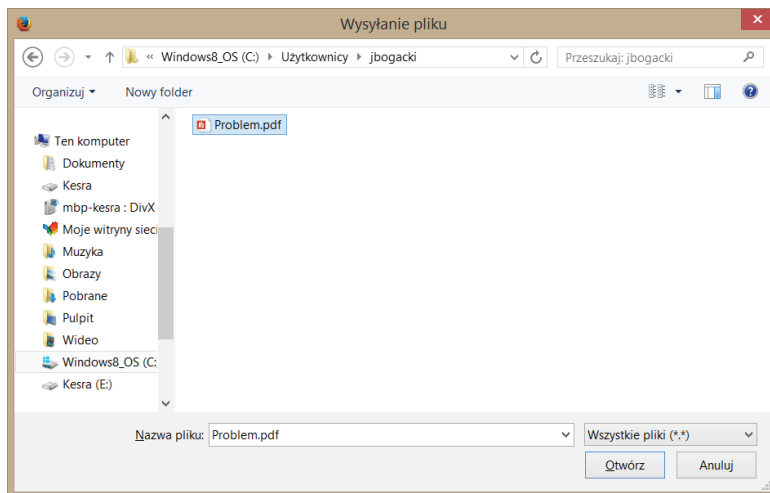 Wysyłanie pliku
« Windows8_OS (C:) Użytkownicy jbogacki
Przeszukaj: jbogacki
Organizuj Nowy folder
Problem.pdf
Ten komputer
Dokumenty
Kesra
mbp-kesra : DivX
Moje witryny sieci
Muzyka
Obrazy
Pobrane
Pulpit
Wideo
Windows8_OS (C:
Kesra (E:)
Nazwa pliku: Problem.pdf
Wszystkie pliki (*.*)
Otwórz Anuluj